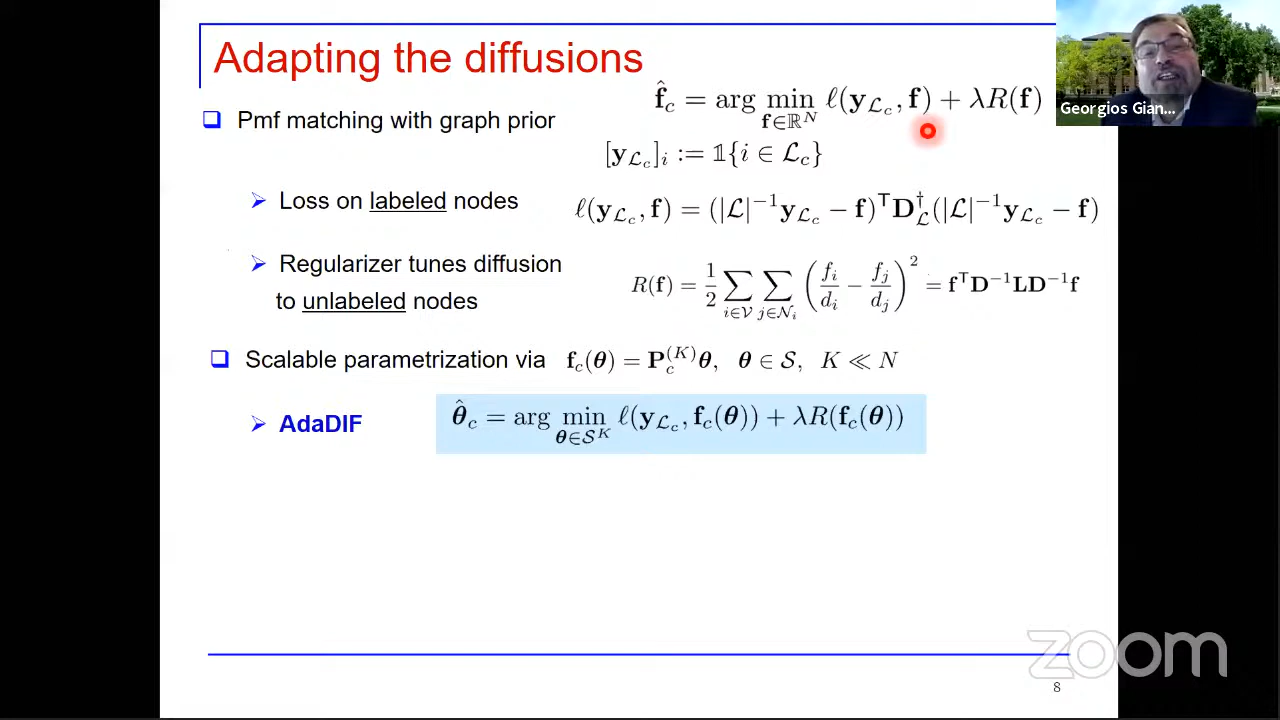 Adapting the diffusions
Georgios Gian...
❑ Pmf matching with graph prior
f̂_c = arg min_{f∈ℝ^N} ℓ(y_{ℒ_c}, f) + λR(f)
[y_{ℒ_c}]_i := 𝟙{i ∈ ℒ_c}
➢ Loss on labeled nodes
ℓ(y_{ℒ_c}, f) = (|ℒ|^{-1}y_{ℒ_c} − f)^T D_ℒ^†(|ℒ|^{-1}y_{ℒ_c} − f)
➢ Regularizer tunes diffusion
to unlabeled nodes
R(f) = 1/2 ∑_{i∈𝒱} ∑_{j∈𝒩_i} (f_i/d_i − f_j/d_j)^2 = f^T D^{-1}LD^{-1}f
❑ Scalable parametrization via f_c(θ) = P_c^{(K)}θ, θ ∈ 𝒮, K ≪ N
➢ AdaDIF
θ̂_c = arg min_{θ∈𝒮^K} ℓ(y_{ℒ_c}, f_c(θ)) + λR(f_c(θ))
zoom
8